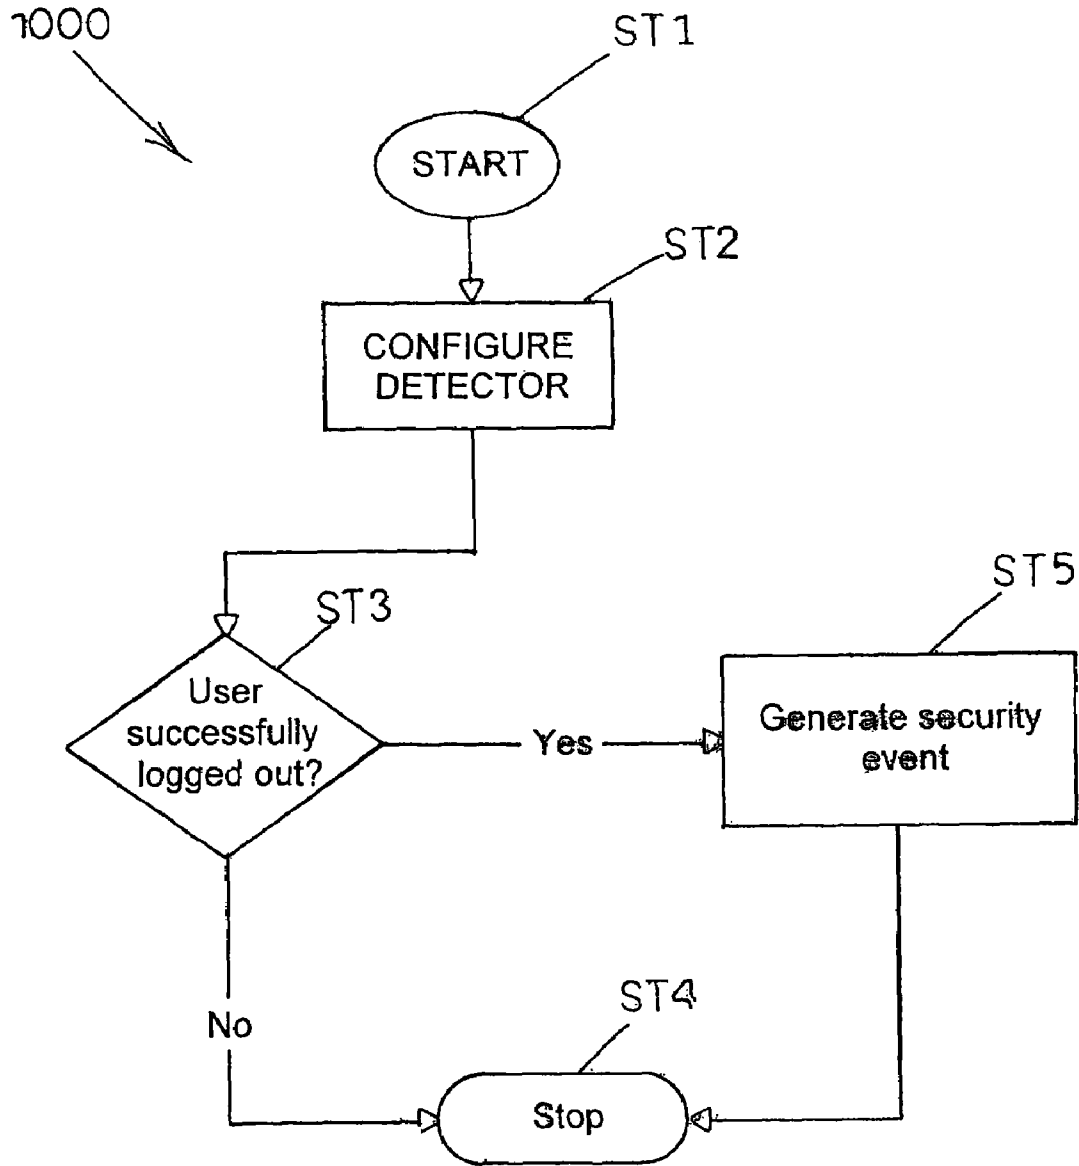 1000
ST1
START
ST2
CONFIGURE
DETECTOR
ST3
User
successfully
logged out?
Yes
ST5
Generate security
event
No
ST4
Stop